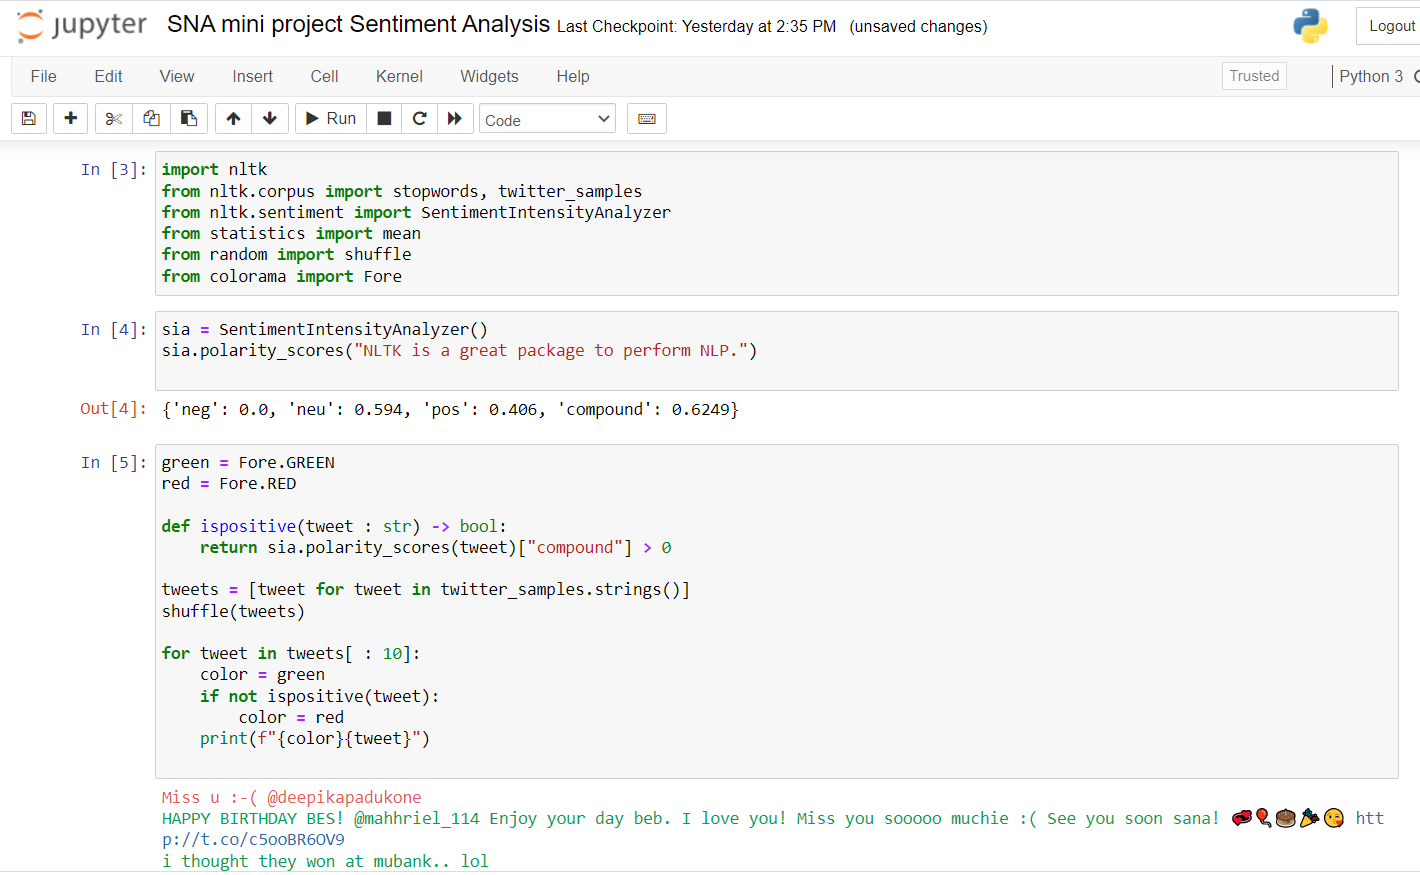 jupyter SNA mini project Sentiment Analysis Last Checkpoint: Yesterday at 2:35 PM (unsaved changes) Logout
File Edit View Insert Cell Kernel Widgets Help Trusted Python 3
Run Code
In [3]: import nltk
from nltk.corpus import stopwords, twitter_samples
from nltk.sentiment import SentimentIntensityAnalyzer
from statistics import mean
from random import shuffle
from colorama import Fore
In [4]: sia = SentimentIntensityAnalyzer()
sia.polarity_scores("NLTK is a great package to perform NLP.")
Out[4]: {'neg': 0.0, 'neu': 0.594, 'pos': 0.406, 'compound': 0.6249}
In [5]: green = Fore.GREEN
red = Fore.RED
def ispositive(tweet : str) -> bool:
    return sia.polarity_scores(tweet)["compound"] > 0
tweets = [tweet for tweet in twitter_samples.strings()]
shuffle(tweets)
for tweet in tweets[ : 10]:
    color = green
    if not ispositive(tweet):
        color = red
    print(f"{color}{tweet}")
Miss u :-( @deepikapadukone
HAPPY BIRTHDAY BES! @mahhriel_114 Enjoy your day beb. I love you! Miss you sooooo muchie :( See you soon sana! 💋🎈🎂🎉😘 htt
p://t.co/c5ooBR6OV9
i thought they won at mubank.. lol